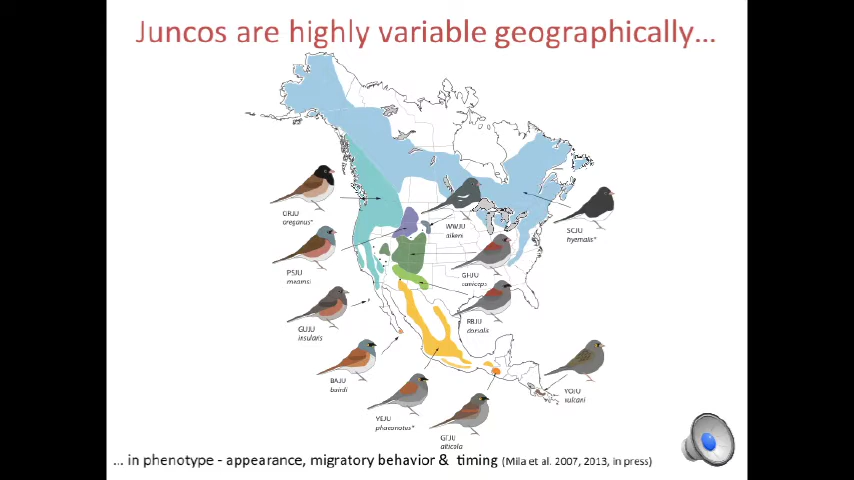 Juncos are highly variable geographically...
ORJU
oreganus*
WWJU
aikeni
SCJU
hyemalis*
PSJU
mearnsi
GHJU
caniceps
GUJU
insularis
RBJU
dorsalis
BAJU
bairdi
VOJU
vulcani
YEJU
phaeonotus*
GTJU
alticola
... in phenotype - appearance, migratory behavior & timing (Mila et al. 2007, 2013, in press)